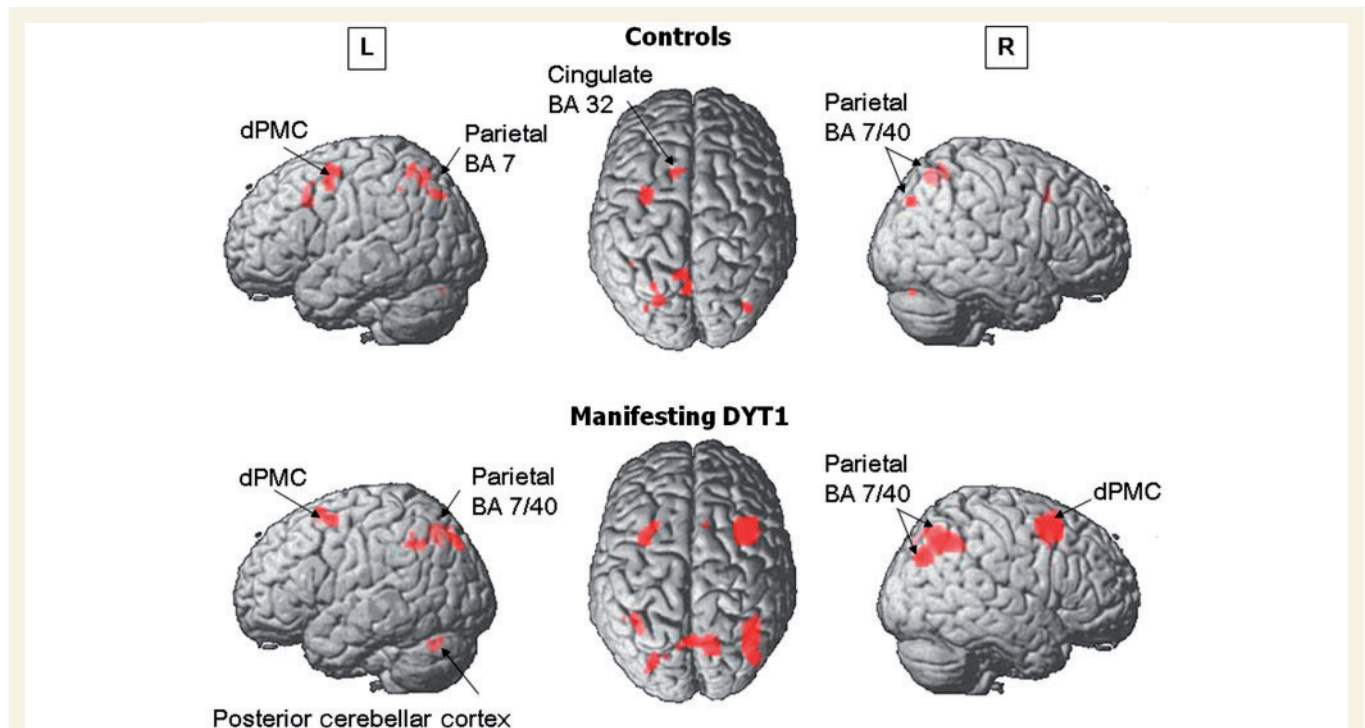 L
Controls
R
Cingulate
BA 32
dPMC
Parietal
BA 7
Parietal
BA 7/40
Manifesting DYT1
dPMC
Parietal
BA 7/40
Parietal
BA 7/40
dPMC
Posterior cerebellar cortex